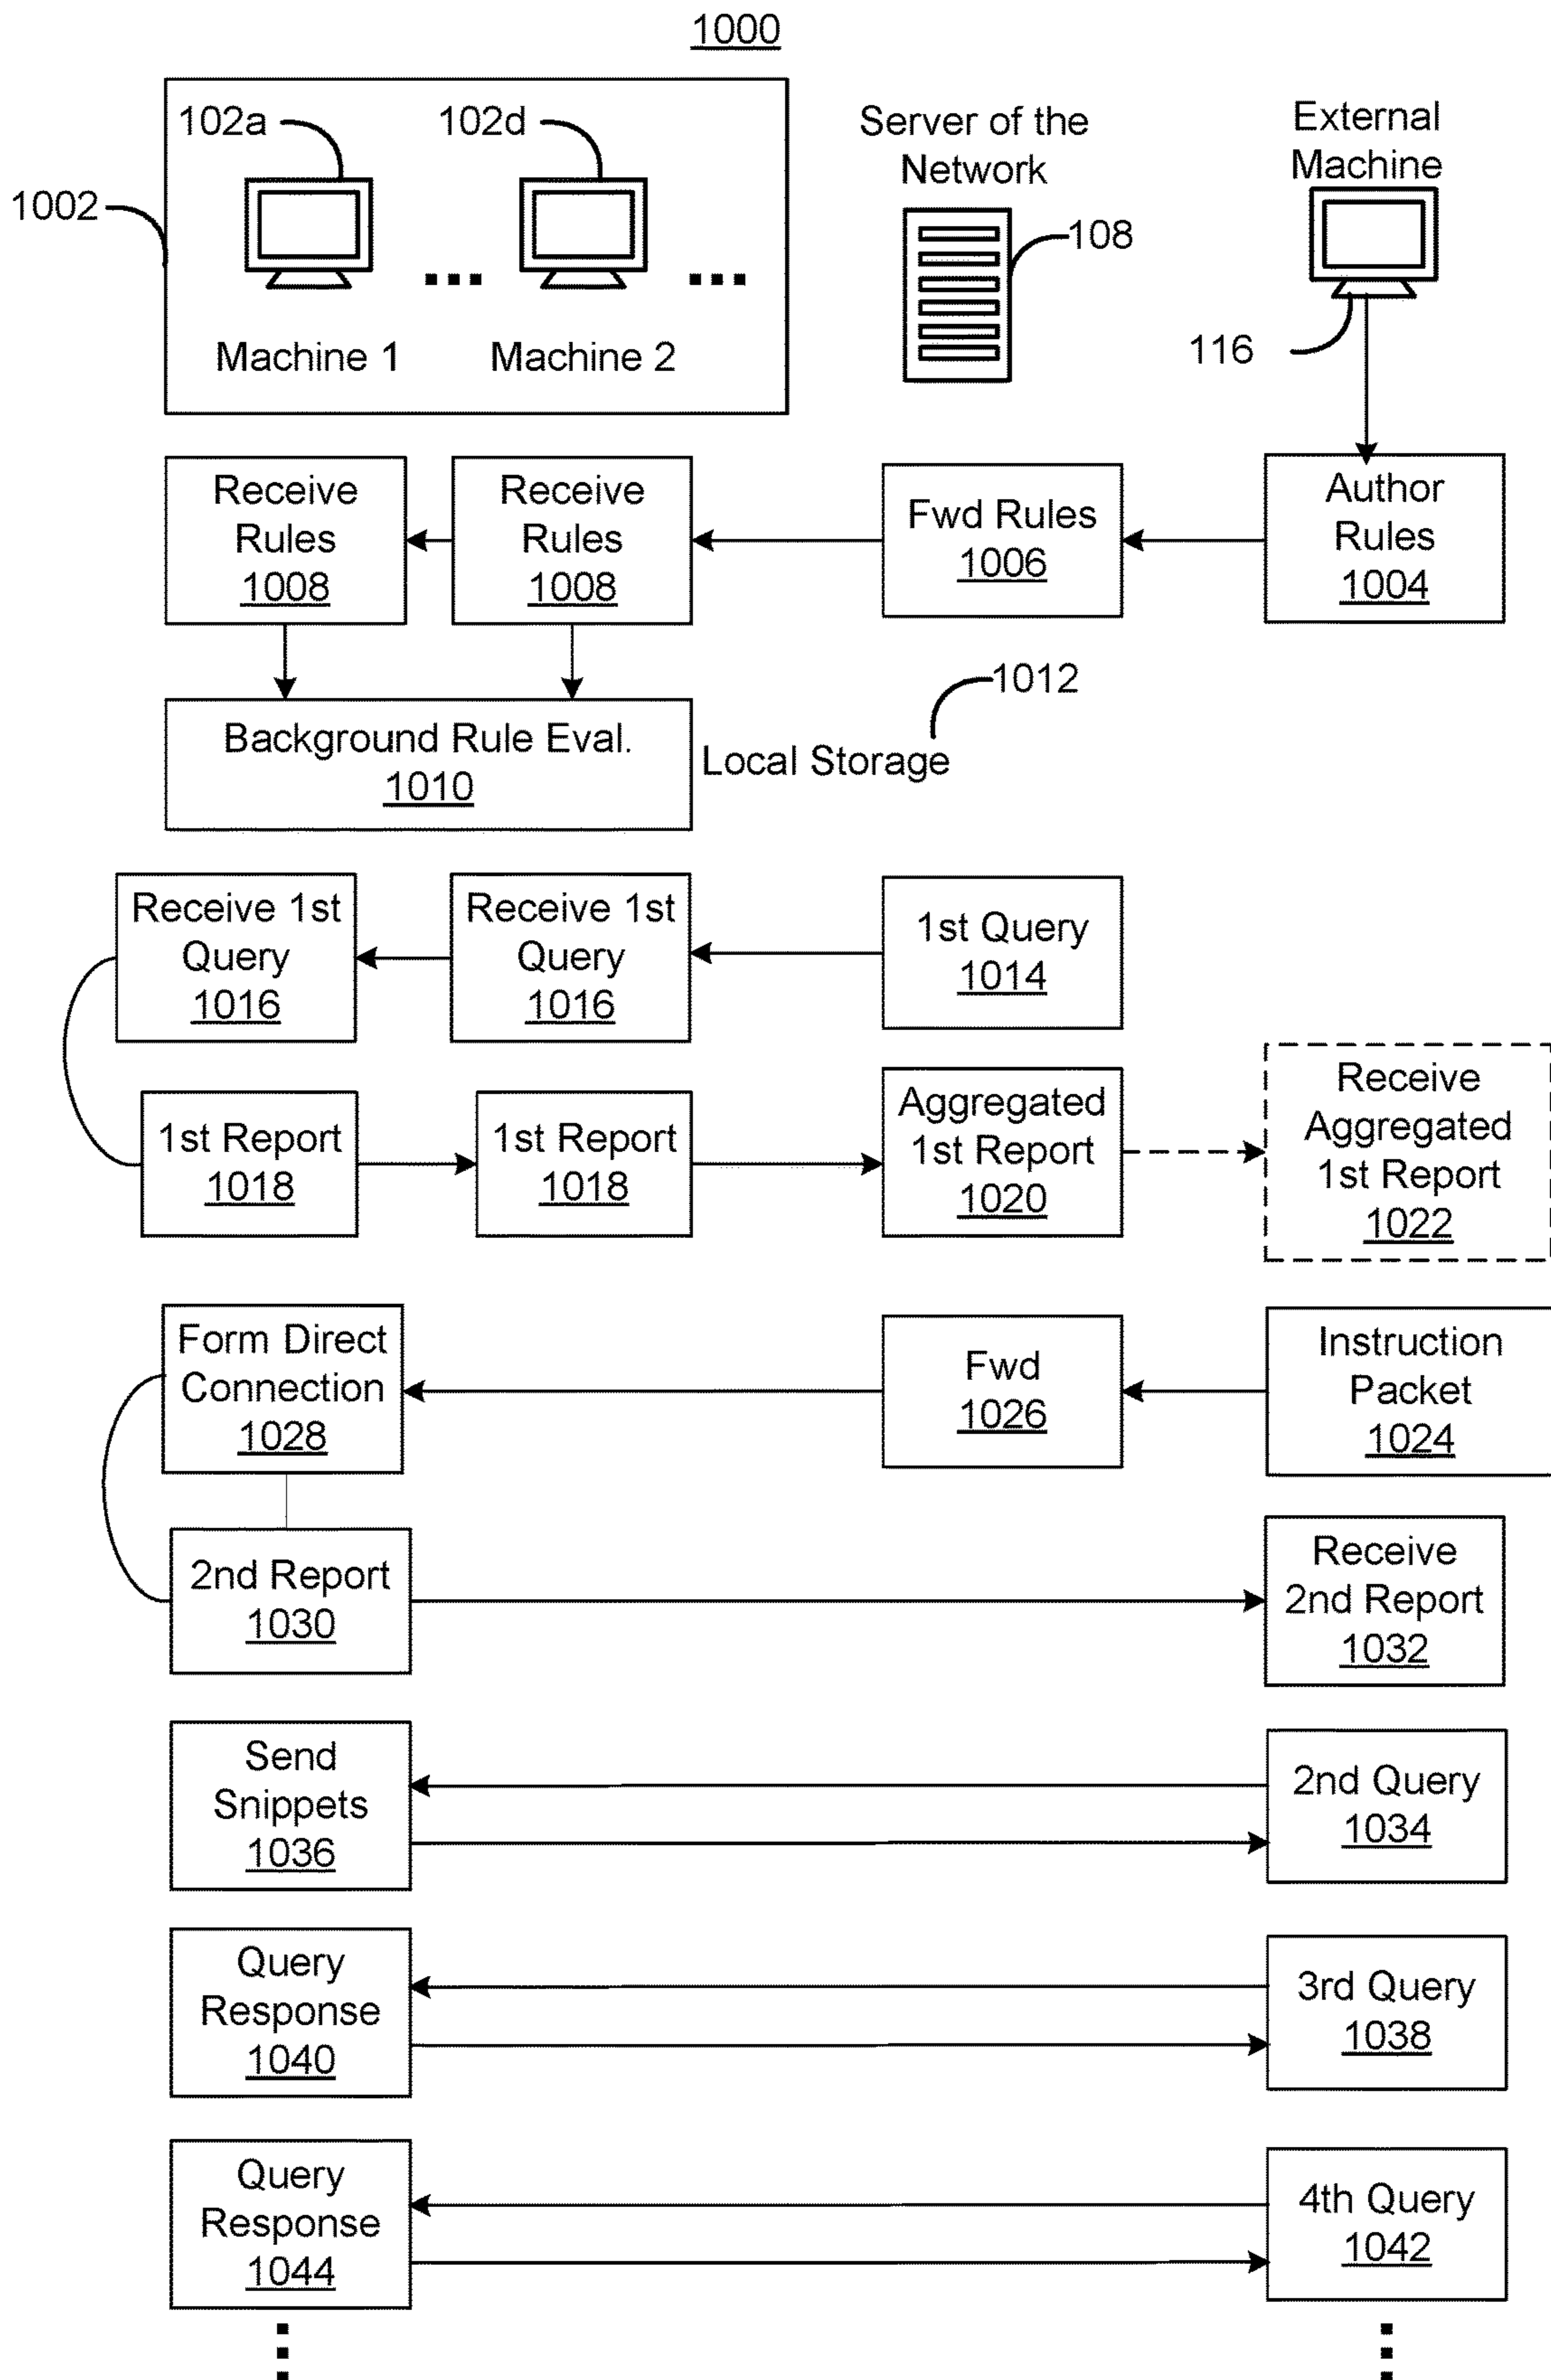 1000
102a
102d
Server of the
Network
External
Machine
1002
108
116
Machine 1
Machine 2
Receive
Rules
1008
Receive
Rules
1008
Fwd Rules
1006
Author
Rules
1004
1012
Background Rule Eval.
1010
Local Storage
Receive 1st
Query
1016
Receive 1st
Query
1016
1st Query
1014
1st Report
1018
1st Report
1018
Aggregated
1st Report
1020
Receive
Aggregated
1st Report
1022
Form Direct
Connection
1028
Fwd
1026
Instruction
Packet
1024
2nd Report
1030
Receive
2nd Report
1032
Send
Snippets
1036
2nd Query
1034
Query
Response
1040
3rd Query
1038
Query
Response
1044
4th Query
1042